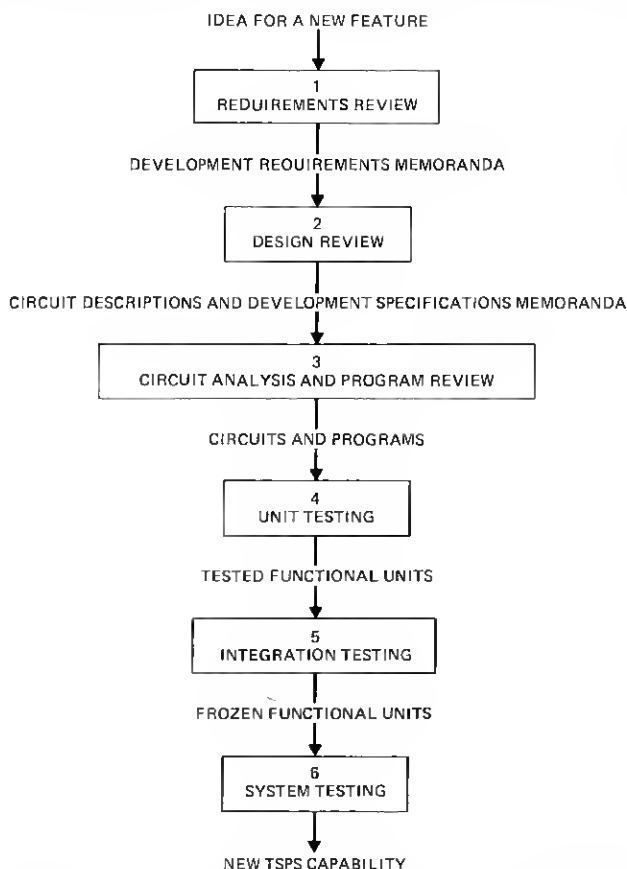 IDEA FOR A NEW FEATURE
1
REDUIREMENTS REVIEW
DEVELOPMENT REQUIREMENTS MEMORANDA
2
DESIGN REVIEW
CIRCUIT DESCRIPTIONS AND DEVELOPMENT SPECIFICATIONS MEMORANDA
3
CIRCUIT ANALYSIS AND PROGRAM REVIEW
CIRCUITS AND PROGRAMS
4
UNIT TESTING
TESTED FUNCTIONAL UNITS
5
INTEGRATION TESTING
FROZEN FUNCTIONAL UNITS
6
SYSTEM TESTING
NEW TSPS CAPABILITY